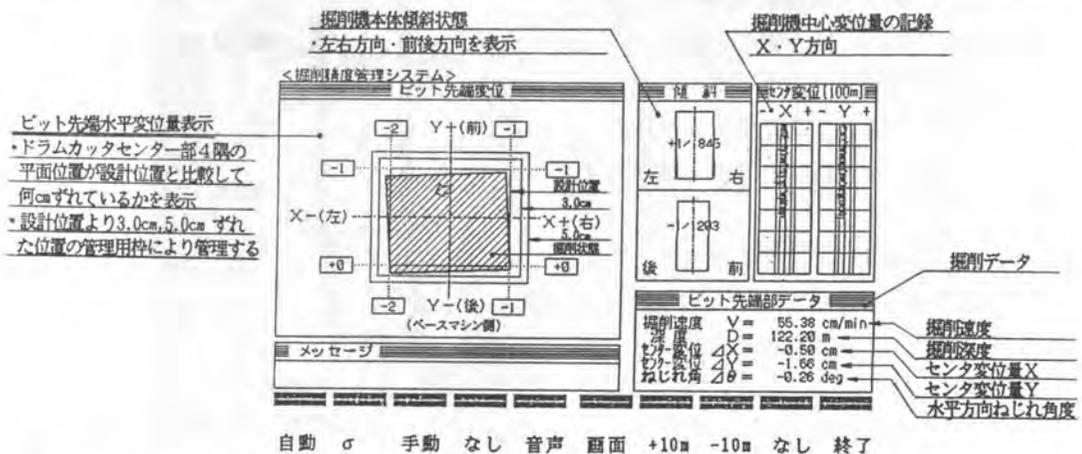 掘削機本体傾斜状態
・左右方向・前後方向を表示
掘削機中心変位量の記録
X・Y方向
<掘削精度管理システム>
ビット先端変位
傾 斜
センタ変位[100m]
- X + - Y +
ビット先端水平変位量表示
・ドラムカッタセンター部4隅の
平面位置が設計位置と比較して
何cmずれているかを表示
・設計位置より3.0cm,5.0cm ずれ
た位置の管理用枠により管理する
-2 Y+(前) -1
-1 -1
設計位置
3.0cm
X-(左) X+(右)
5.0cm
掘削状態
+0 +0
-2 Y-(後) -1
(ベースマシン側)
+1/ 845
左 右
-1/ 203
後 前
掘削データ
ビット先端部データ
掘削速度 V= 55.38 cm/min
深 度 D= 122.20 m
センター変位 ⊿X= -0.50 cm
センター変位 ⊿Y= -1.66 cm
ねじれ角 ⊿θ= -0.26 deg
掘削速度
掘削深度
センタ変位量X
センタ変位量Y
水平方向ねじれ角度
メッセージ
自動 σ 手動 なし 音声 画面 +10m -10m なし 終了